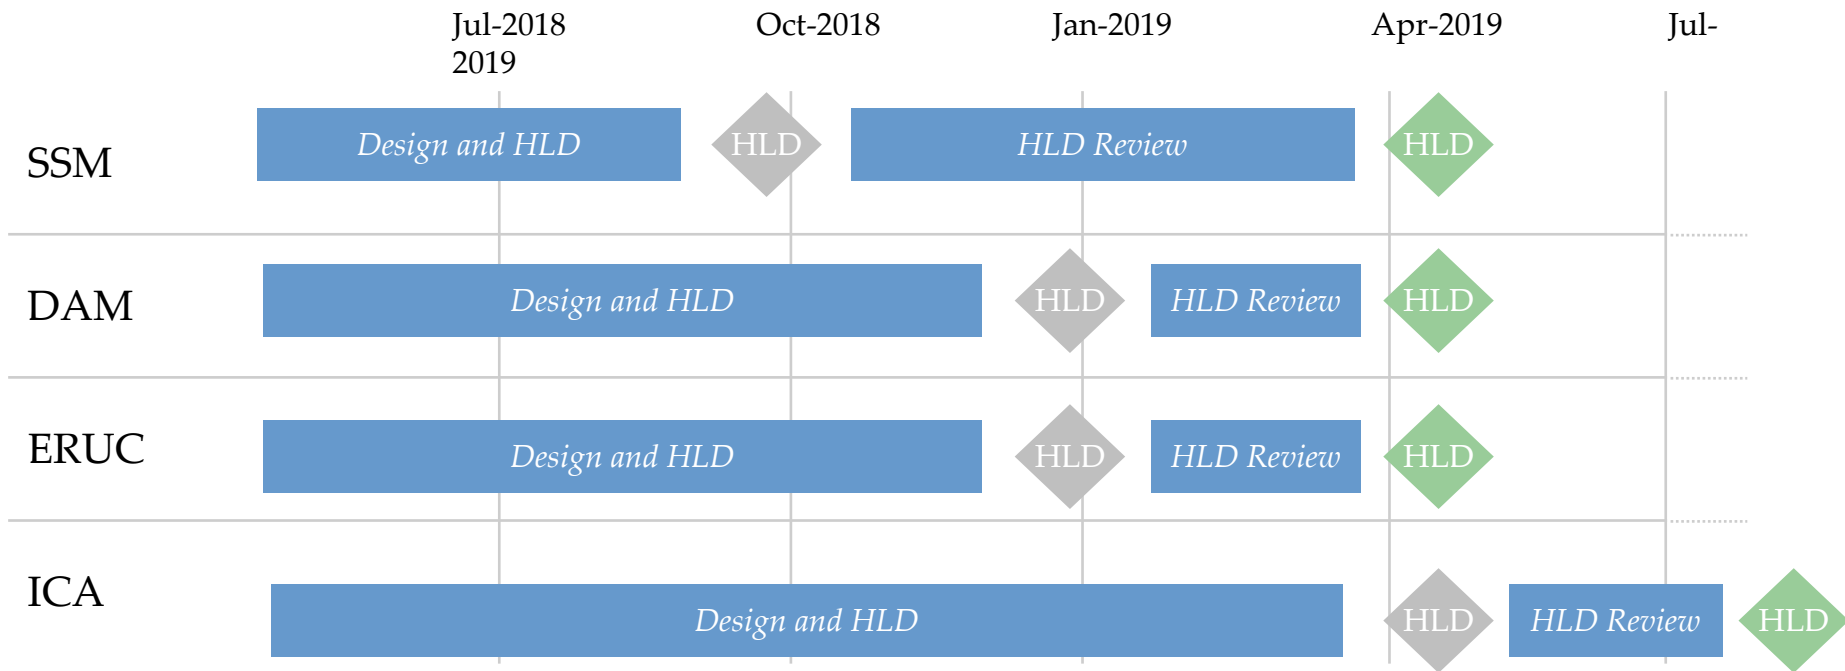 Jul-2018 Oct-2018 Jan-2019 Apr-2019 Jul-
2019
SSM Design and HLD HLD HLD Review HLD
DAM Design and HLD HLD HLD Review HLD
ERUC Design and HLD HLD HLD Review HLD
ICA Design and HLD HLD HLD Review HLD